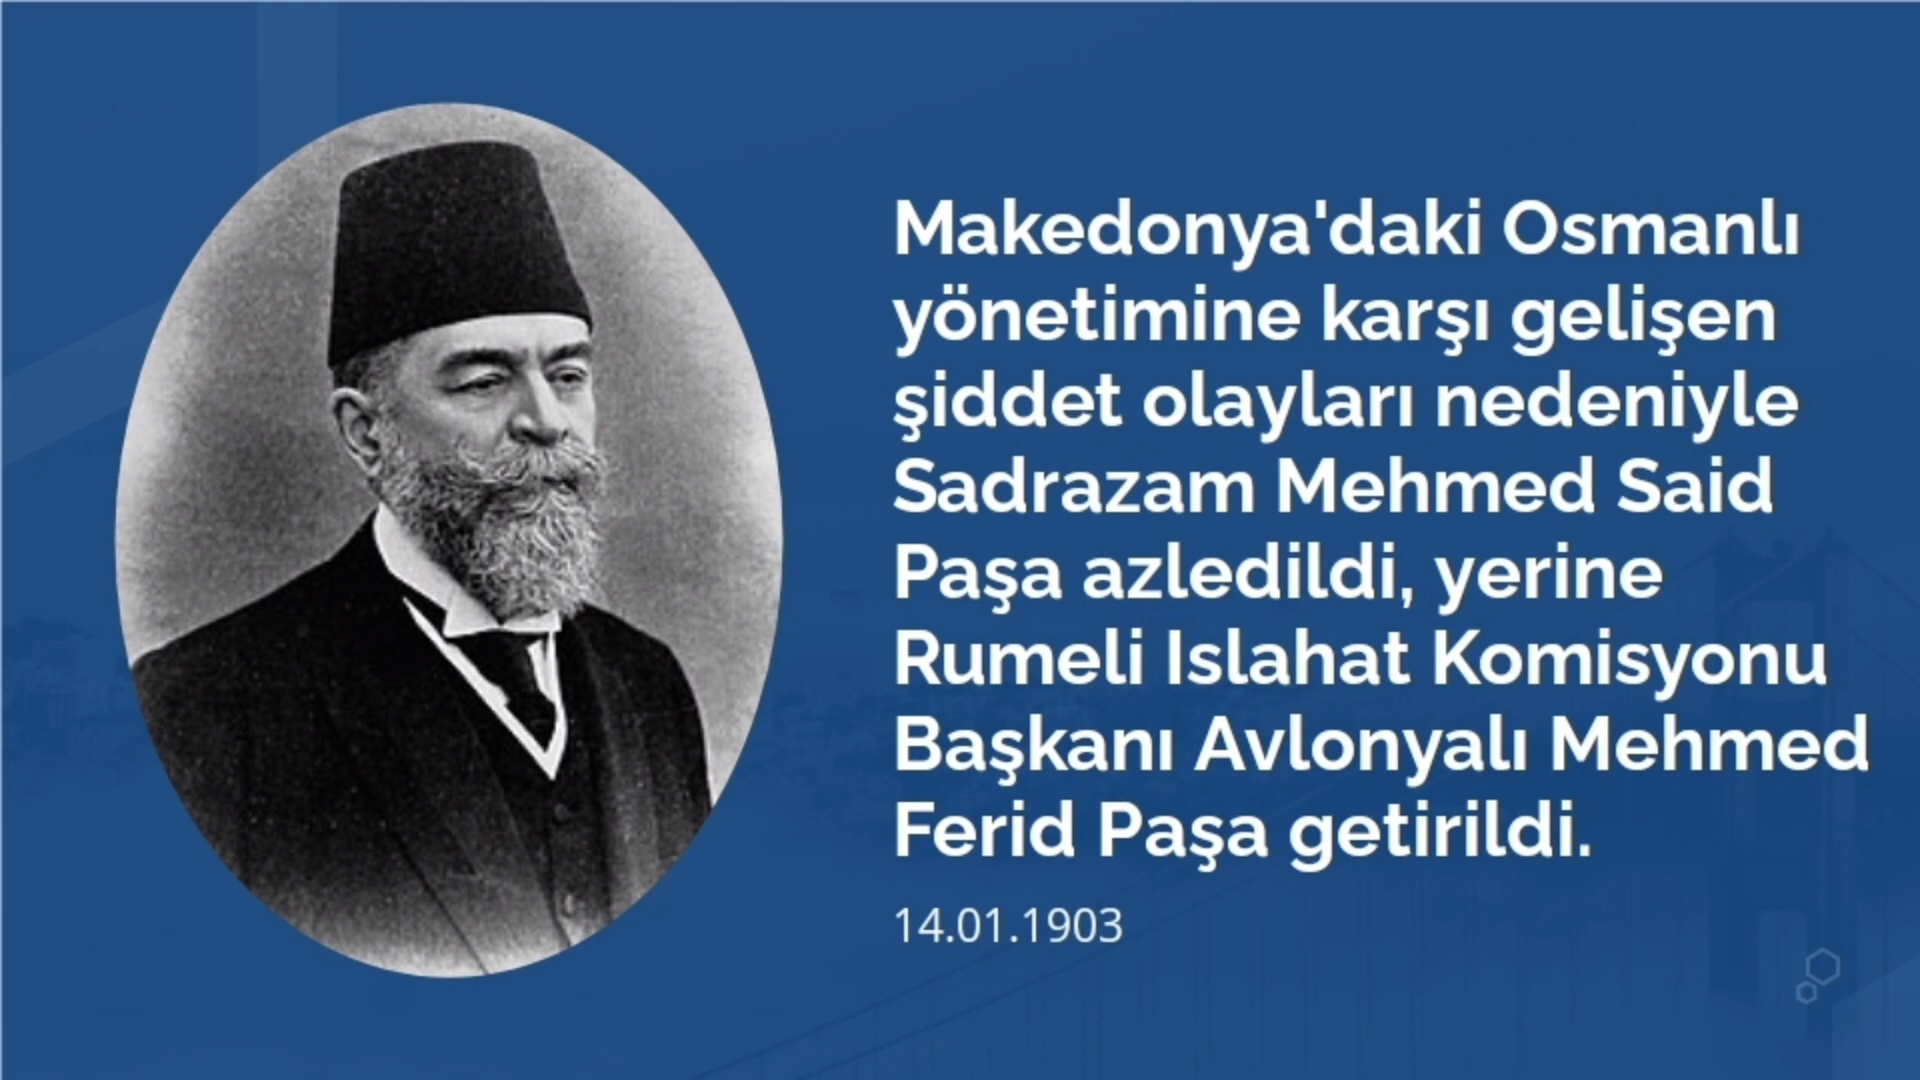 Makedonya'daki Osmanlı
yönetimine karşı gelişen
şiddet olayları nedeniyle
Sadrazam Mehmed Said
Paşa azledildi, yerine
Rumeli Islahat Komisyonu
Başkanı Avlonyalı Mehmed
Ferid Paşa getirildi.
14.01.1903